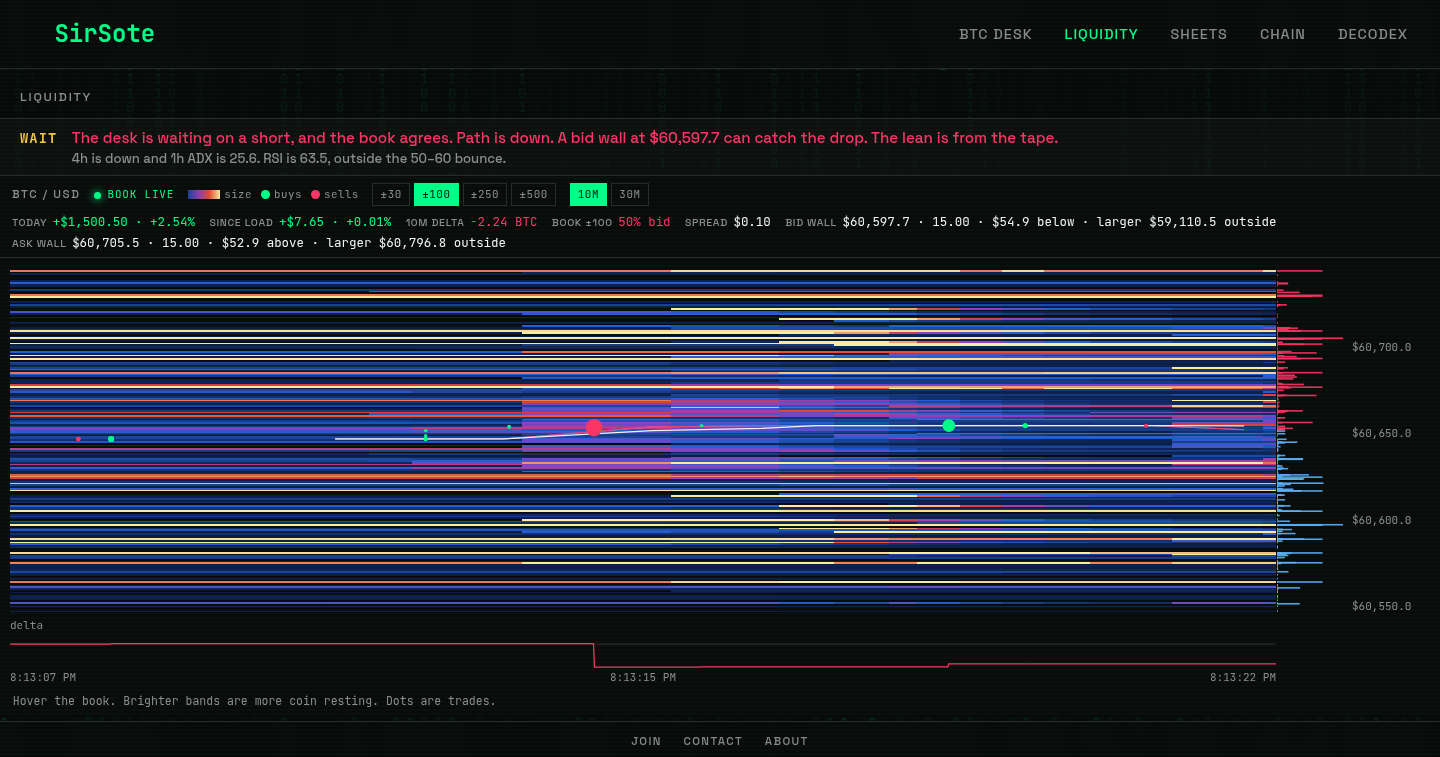 SirSote
BTC DESK LIQUIDITY SHEETS CHAIN DECODEX
LIQUIDITY
WAIT The desk is waiting on a short, and the book agrees. Path is down. A bid wall at $60,597.7 can catch the drop. The lean is from the tape.
4h is down and 1h ADX is 25.6. RSI is 63.5, outside the 50–60 bounce.
BTC / USD BOOK LIVE size buys sells ±30 ±100 ±250 ±500 10M 30M
TODAY +$1,500.50 · +2.54% SINCE LOAD +$7.65 · +0.01% 10M DELTA -2.24 BTC BOOK ±100 50% bid SPREAD $0.10 BID WALL $60,597.7 · 15.00 · $54.9 below · larger $59,110.5 outside
ASK WALL $60,705.5 · 15.00 · $52.9 above · larger $60,796.8 outside
$60,700.0
$60,650.0
$60,600.0
$60,550.0
delta
8:13:07 PM 8:13:15 PM 8:13:22 PM
Hover the book. Brighter bands are more coin resting. Dots are trades.
JOIN CONTACT ABOUT